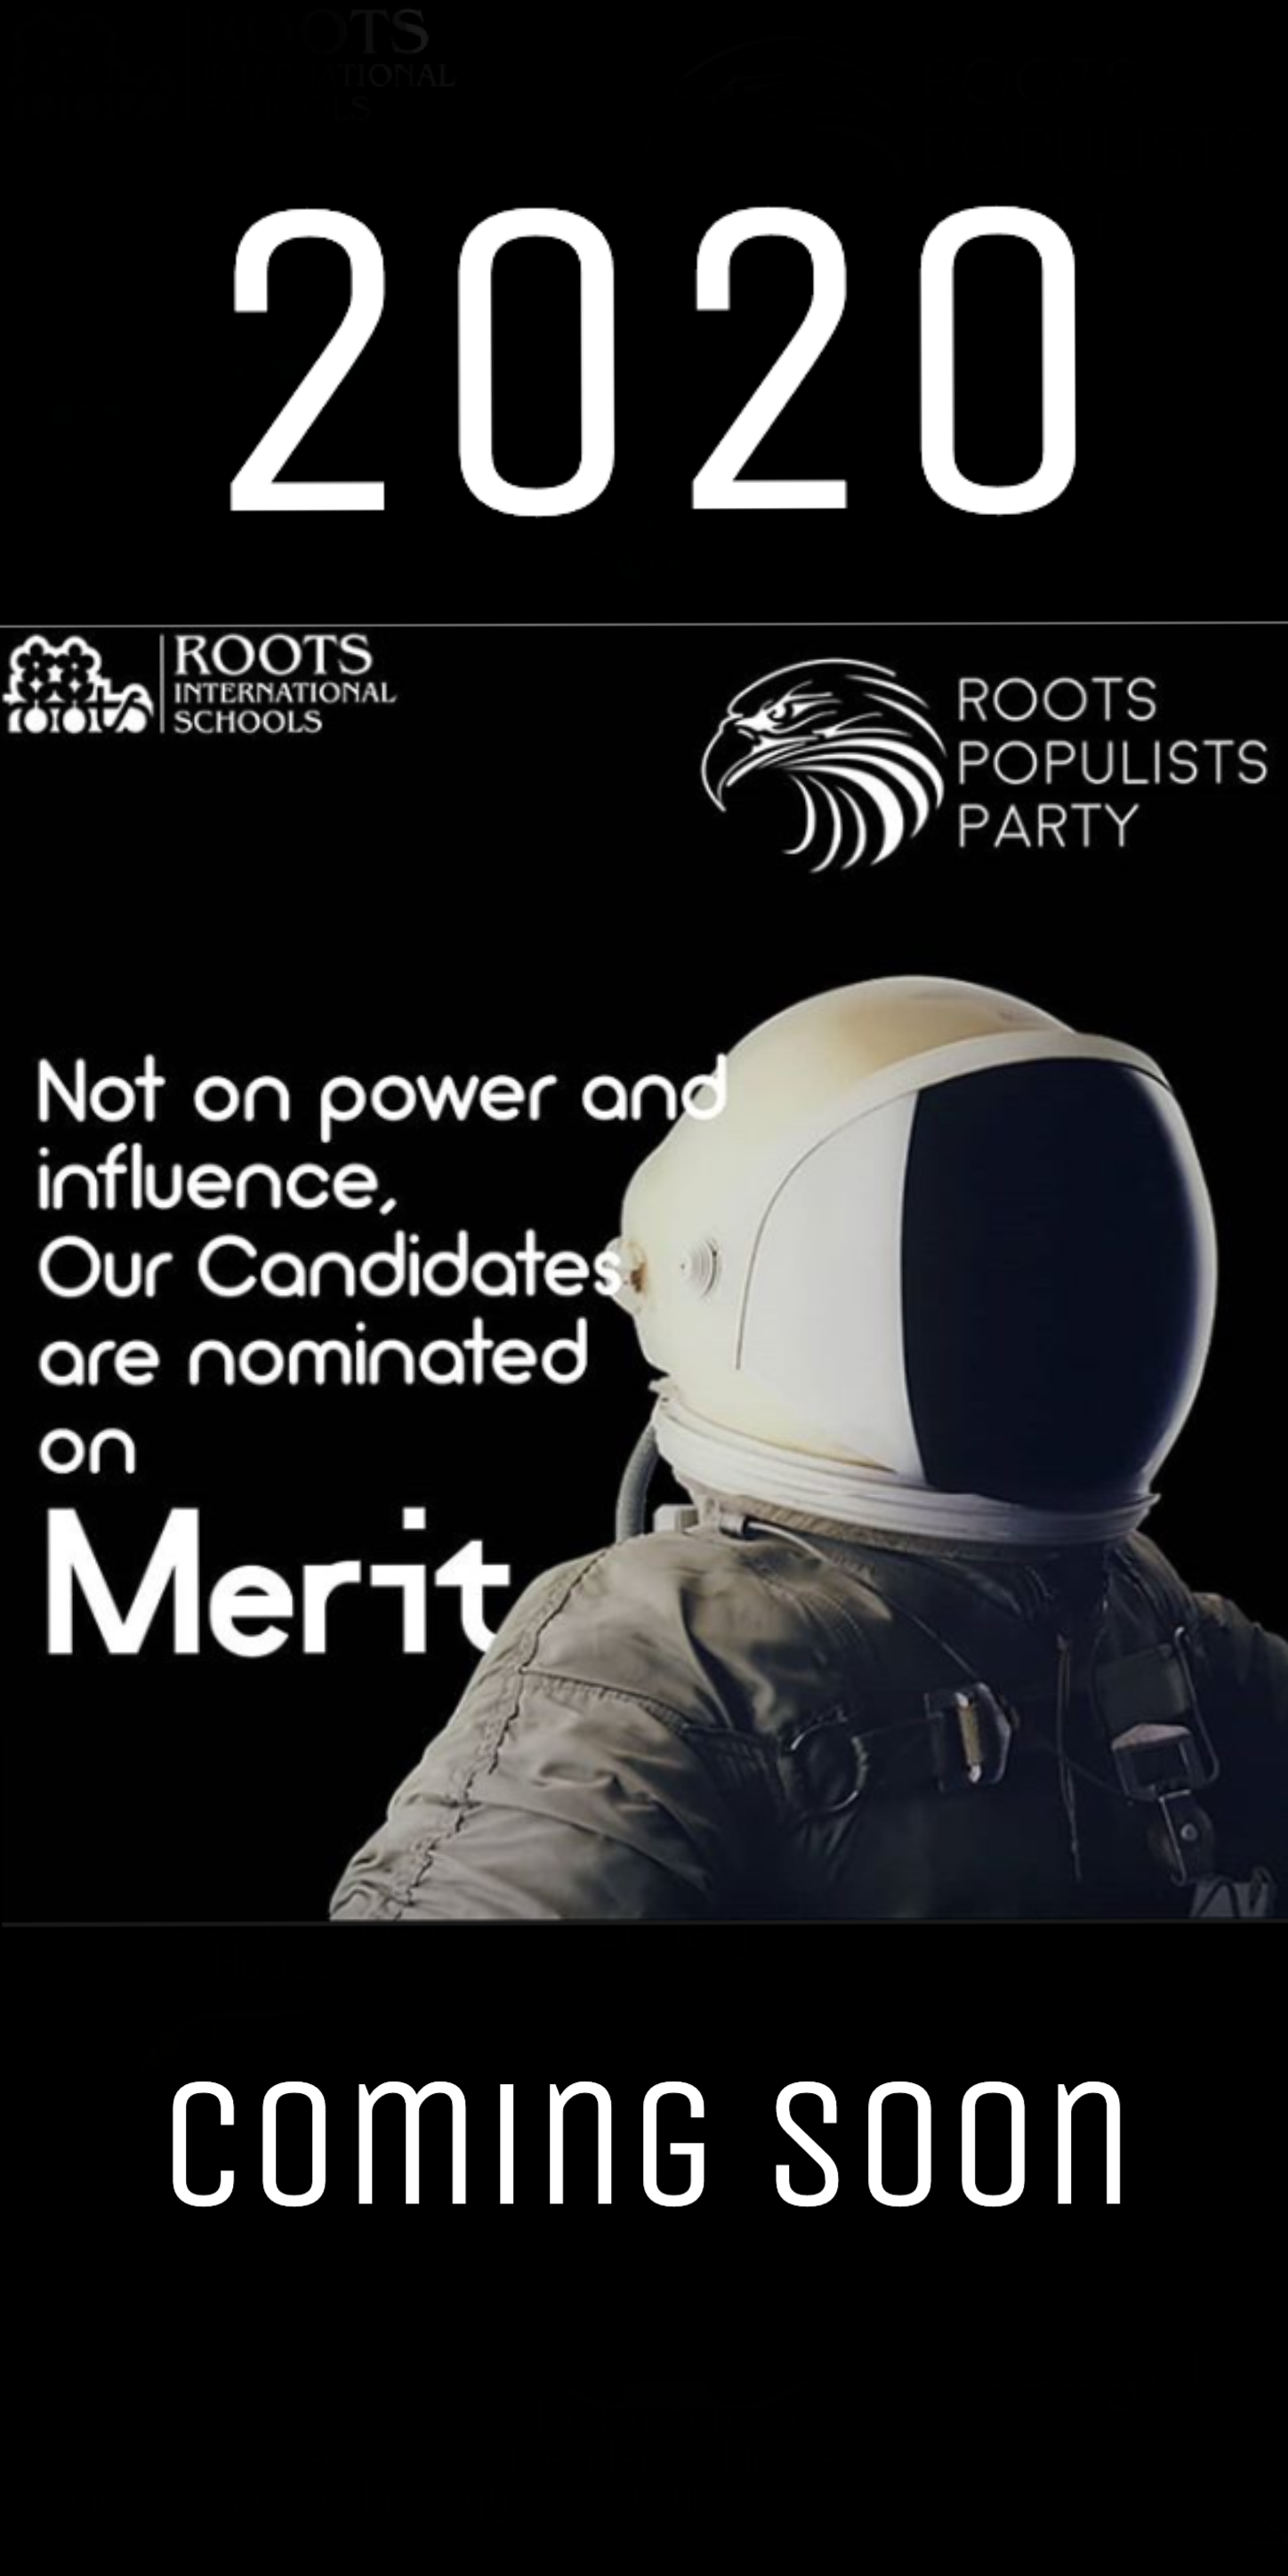 2020
ROOTS
INTERNATIONAL
SCHOOLS
ROOTS
POPULISTS
PARTY
Not on power and
influence,
Our Candidates
are nominated
on
Merit
COMING SOON